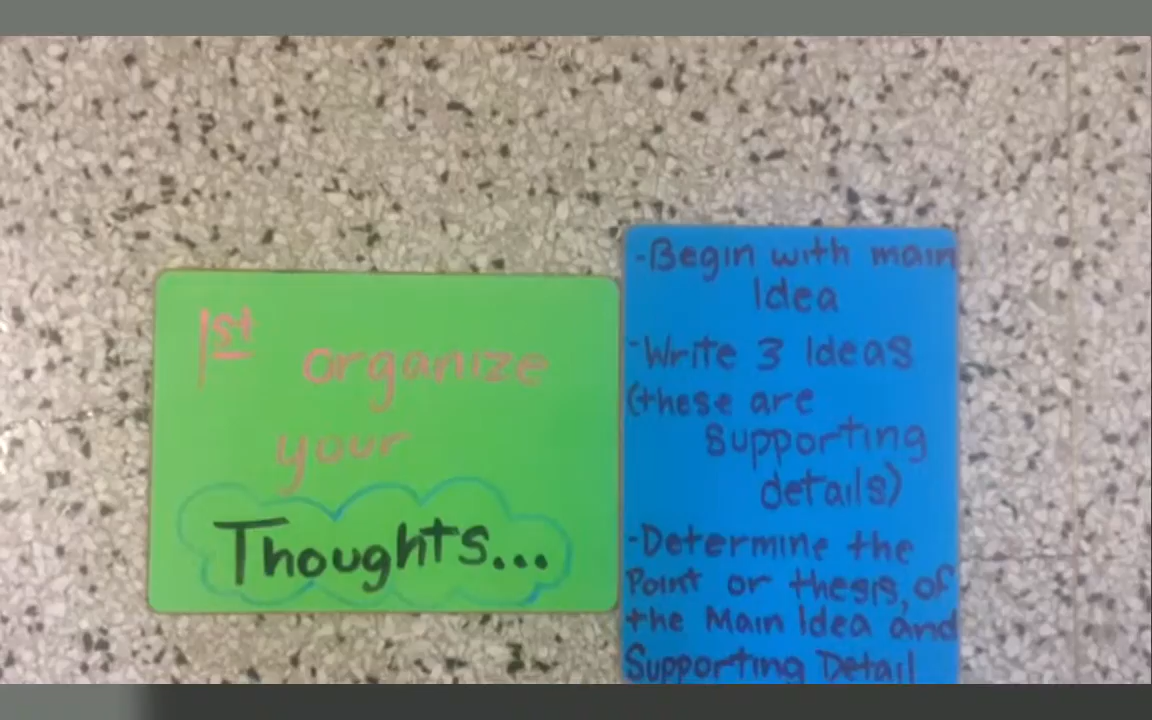 1st
organize
your
Thoughts...
-Begin with main
Idea
-Write 3 Ideas
(these are
supporting
details)
-Determine the
Point or thesis, of
the Main Idea and
Supporting Detail